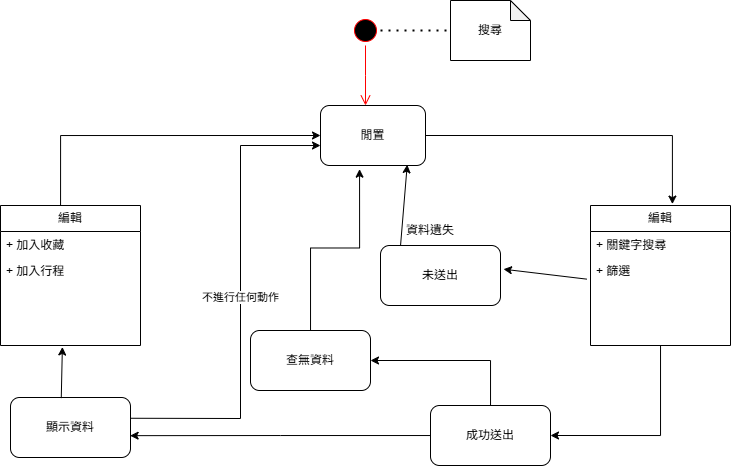 搜尋
閒置
編輯
+ 加入收藏
+ 加入行程
編輯
+ 關鍵字搜尋
+ 篩選
資料遺失
未送出
不進行任何動作
查無資料
顯示資料
成功送出